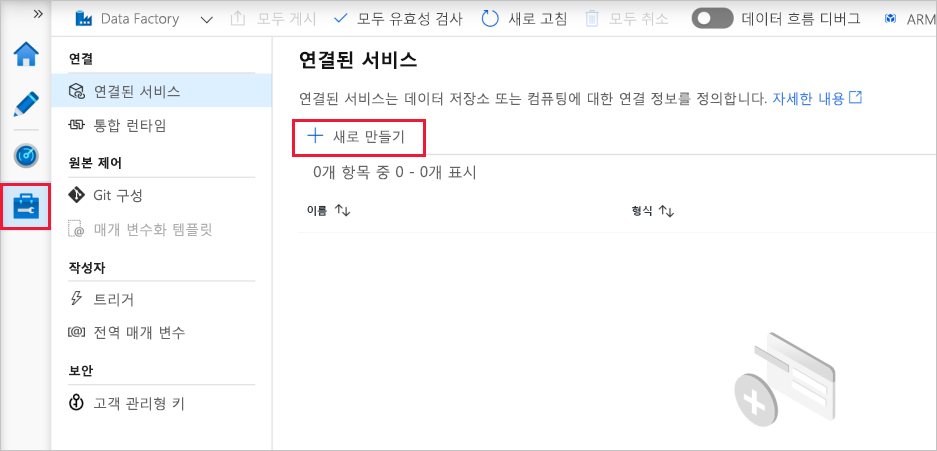 »
Data Factory 모두 게시 모두 유효성 검사 새로 고침 모두 취소 데이터 흐름 디버그 ARM
연결
연결된 서비스
통합 런타임
원본 제어
Git 구성
매개 변수화 템플릿
작성자
트리거
전역 매개 변수
보안
고객 관리형 키
연결된 서비스
연결된 서비스는 데이터 저장소 또는 컴퓨팅에 대한 연결 정보를 정의합니다. 자세한 내용
새로 만들기
0개 항목 중 0 - 0개 표시
이름 형식